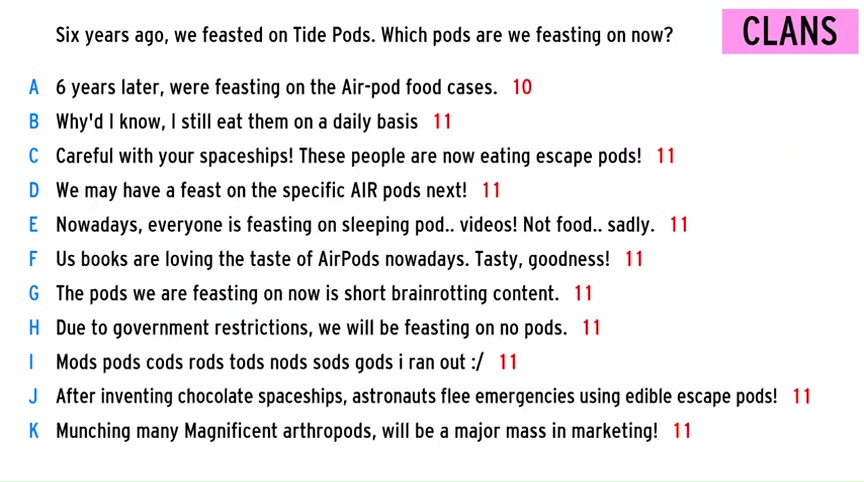 Six years ago, we feasted on Tide Pods. Which pods are we feasting on now?
CLANS
A 6 years later, were feasting on the Air-pod food cases. 10
B Why'd I know, I still eat them on a daily basis 11
C Careful with your spaceships! These people are now eating escape pods! 11
D We may have a feast on the specific AIR pods next! 11
E Nowadays, everyone is feasting on sleeping pod.. videos! Not food.. sadly. 11
F Us books are loving the taste of AirPods nowadays. Tasty, goodness! 11
G The pods we are feasting on now is short brainrotting content. 11
H Due to government restrictions, we will be feasting on no pods. 11
I Mods pods cods rods tods nods sods gods i ran out :/ 11
J After inventing chocolate spaceships, astronauts flee emergencies using edible escape pods! 11
K Munching many Magnificent arthropods, will be a major mass in marketing! 11